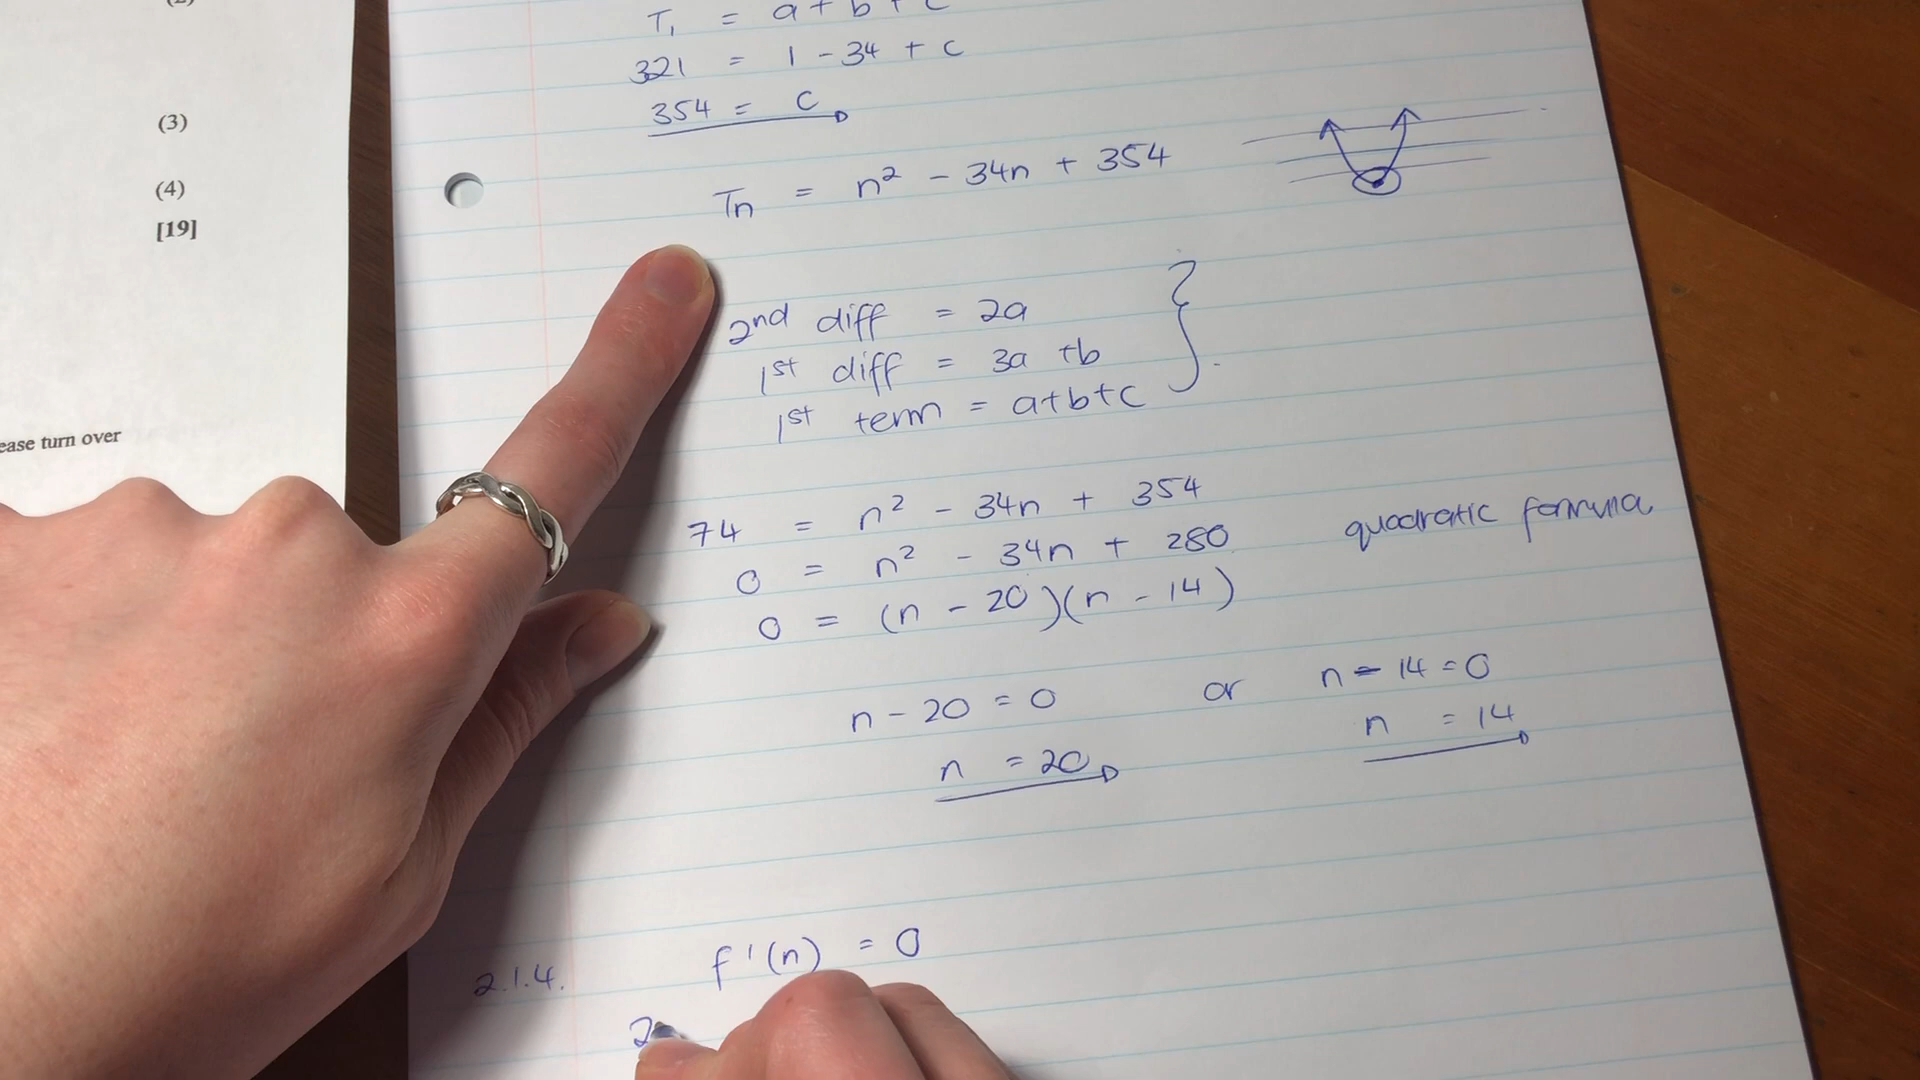 (3)
(4)
[19]
ease turn over
T₁ = a + b + c
321 = 1 - 34 + c
354 = c
Tn = n² - 34n + 354
2nd diff = 2a
1st diff = 3a + b
1st term = a+b+c
74 = n² - 34n + 354
0 = n² - 34n + 280
quadratic formula
0 = (n - 20)(n - 14)
n - 20 = 0 or n - 14 = 0
n = 20
n = 14
2.1.4. f'(n) = 0
2